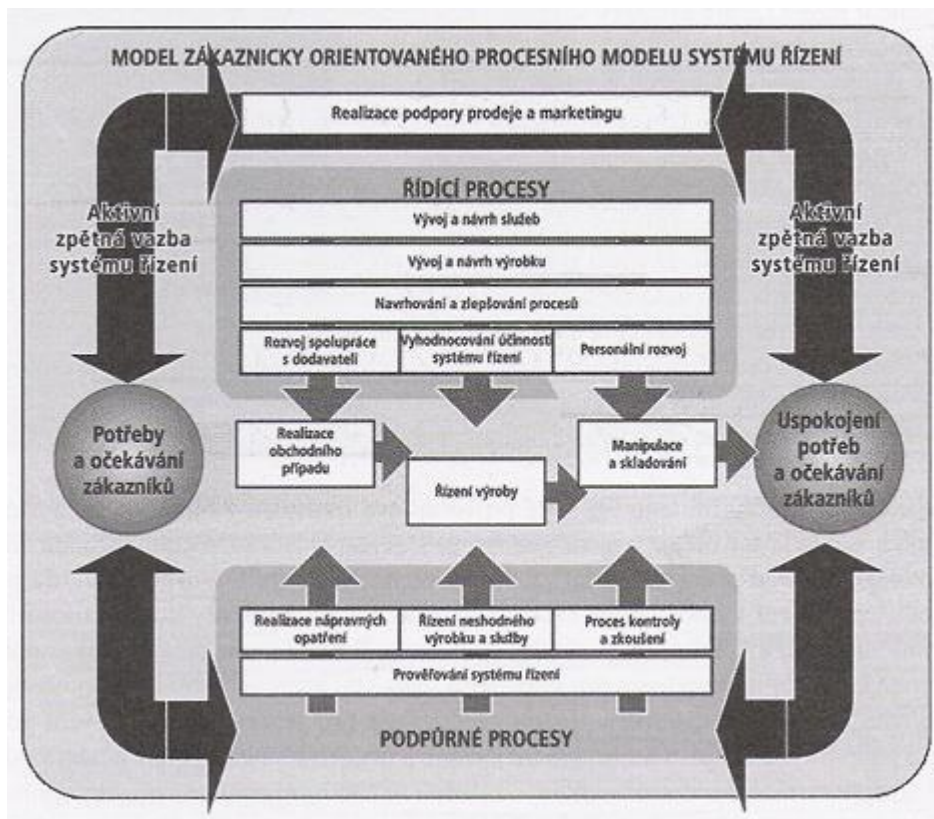 MODEL ZÁKAZNICKY ORIENTOVANÉHO PROCESNÍHO MODELU SYSTÉMU ŘÍZENÍ
Realizace podpory prodeje a marketingu
Aktivní
zpětná vazba
systému řízení
ŘÍDÍCÍ PROCESY
Vývoj a návrh služeb
Vývoj a návrh výrobku
Navrhování a zlepšování procesů
Rozvoj spolupráce
s dodavateli
Vyhodnocování účinnosti
systému řízení
Personální rozvoj
Aktivní
zpětná vazba
systému řízení
Potřeby
a očekávání
zákazníků
Realizace
obchodního
případu
Řízení výroby
Manipulace
a skladování
Uspokojení
potřeb
a očekávání
zákazníků
Realizace nápravných
opatření
Řízení neshodného
výrobku a služby
Proces kontroly
a zkoušení
Prověřování systému řízení
PODPŮRNÉ PROCESY